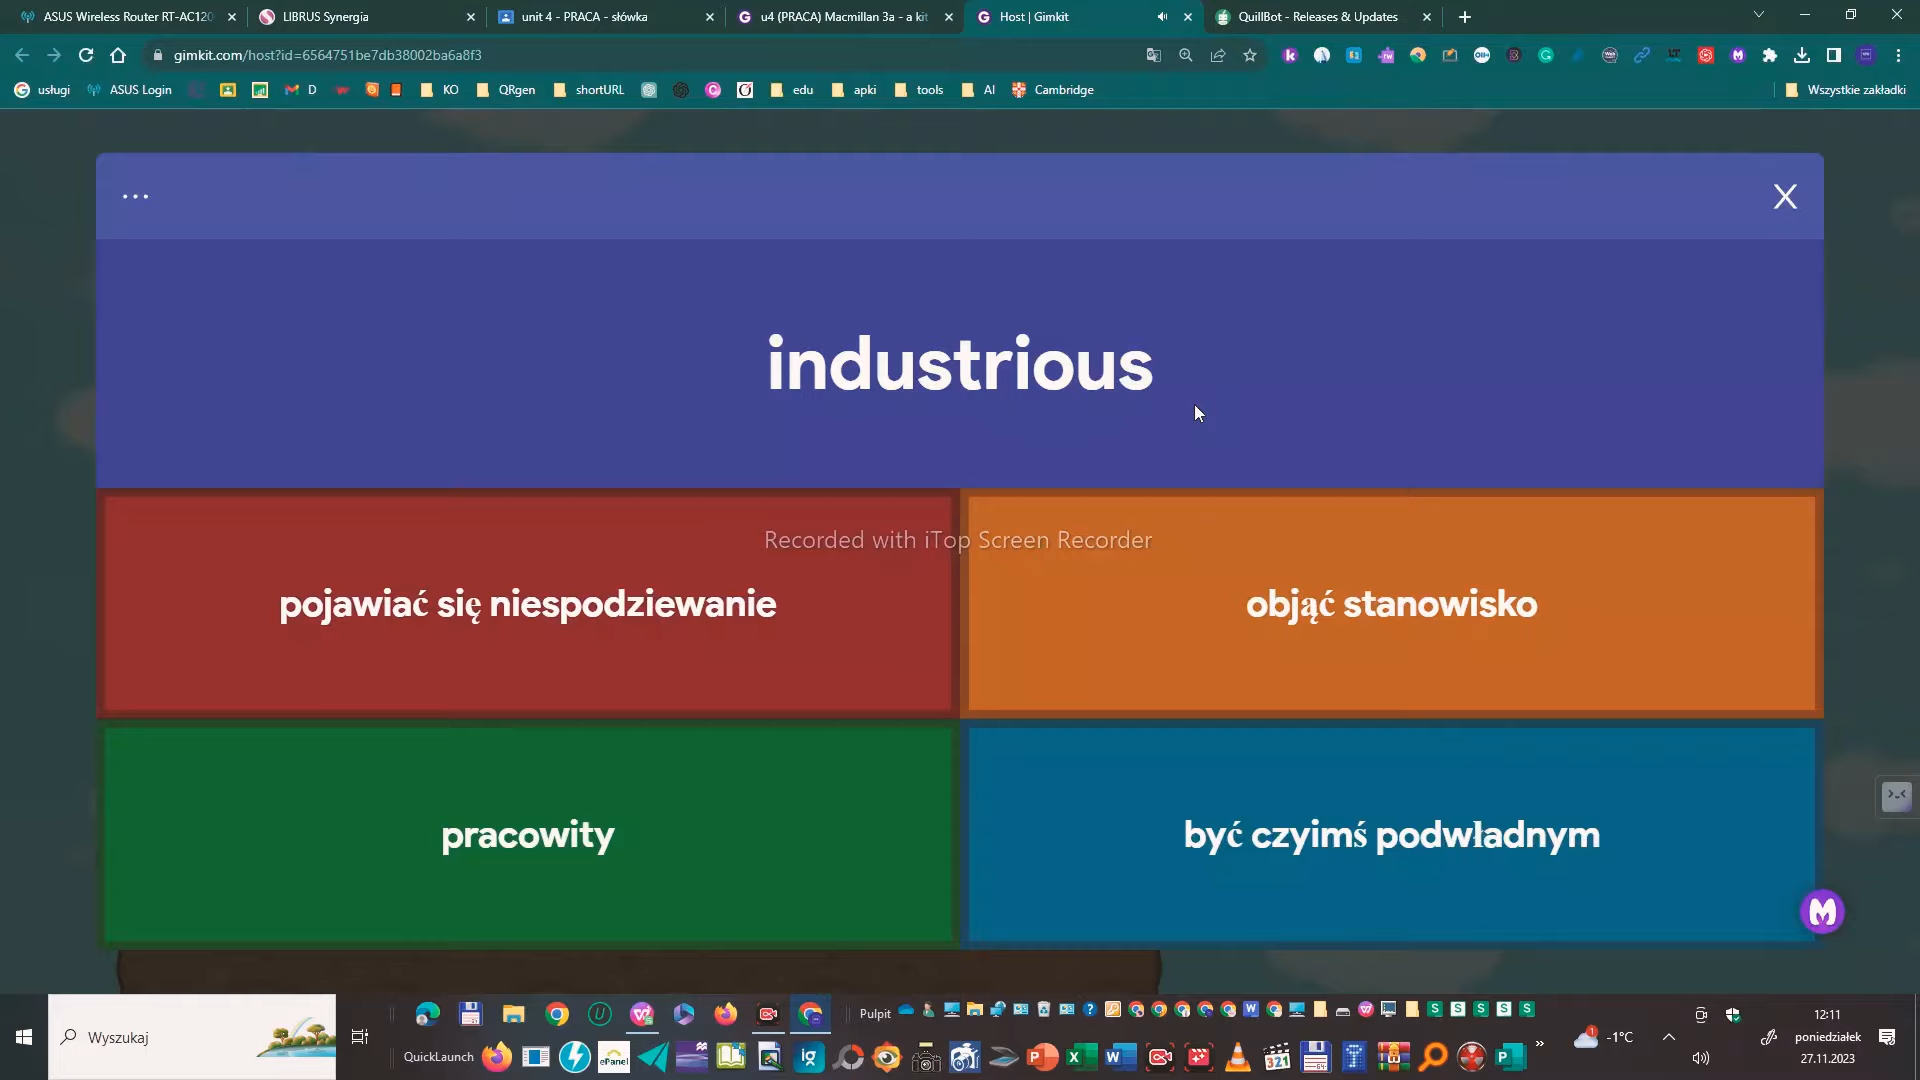 ASUS Wireless Router RT-AC120
LIBRUS Synergia
unit 4 - PRACA - słówka
u4 (PRACA) Macmillan 3a - a kit
Host | Gimkit
QuillBot - Releases & Updates
gimkit.com/host?id=6564751be7db38002ba6a8f3
usługi
ASUS Login
D
KO
QRgen
shortURL
edu
apki
tools
AI
Cambridge
Wszystkie zakładki
...
X
industrious
Recorded with iTop Screen Recorder
pojawiać się niespodziewanie
objąć stanowisko
pracowity
być czyimś podwładnym
Wyszukaj
Pulpit
QuickLaunch
-1°C
12:11
poniedziałek
27.11.2023